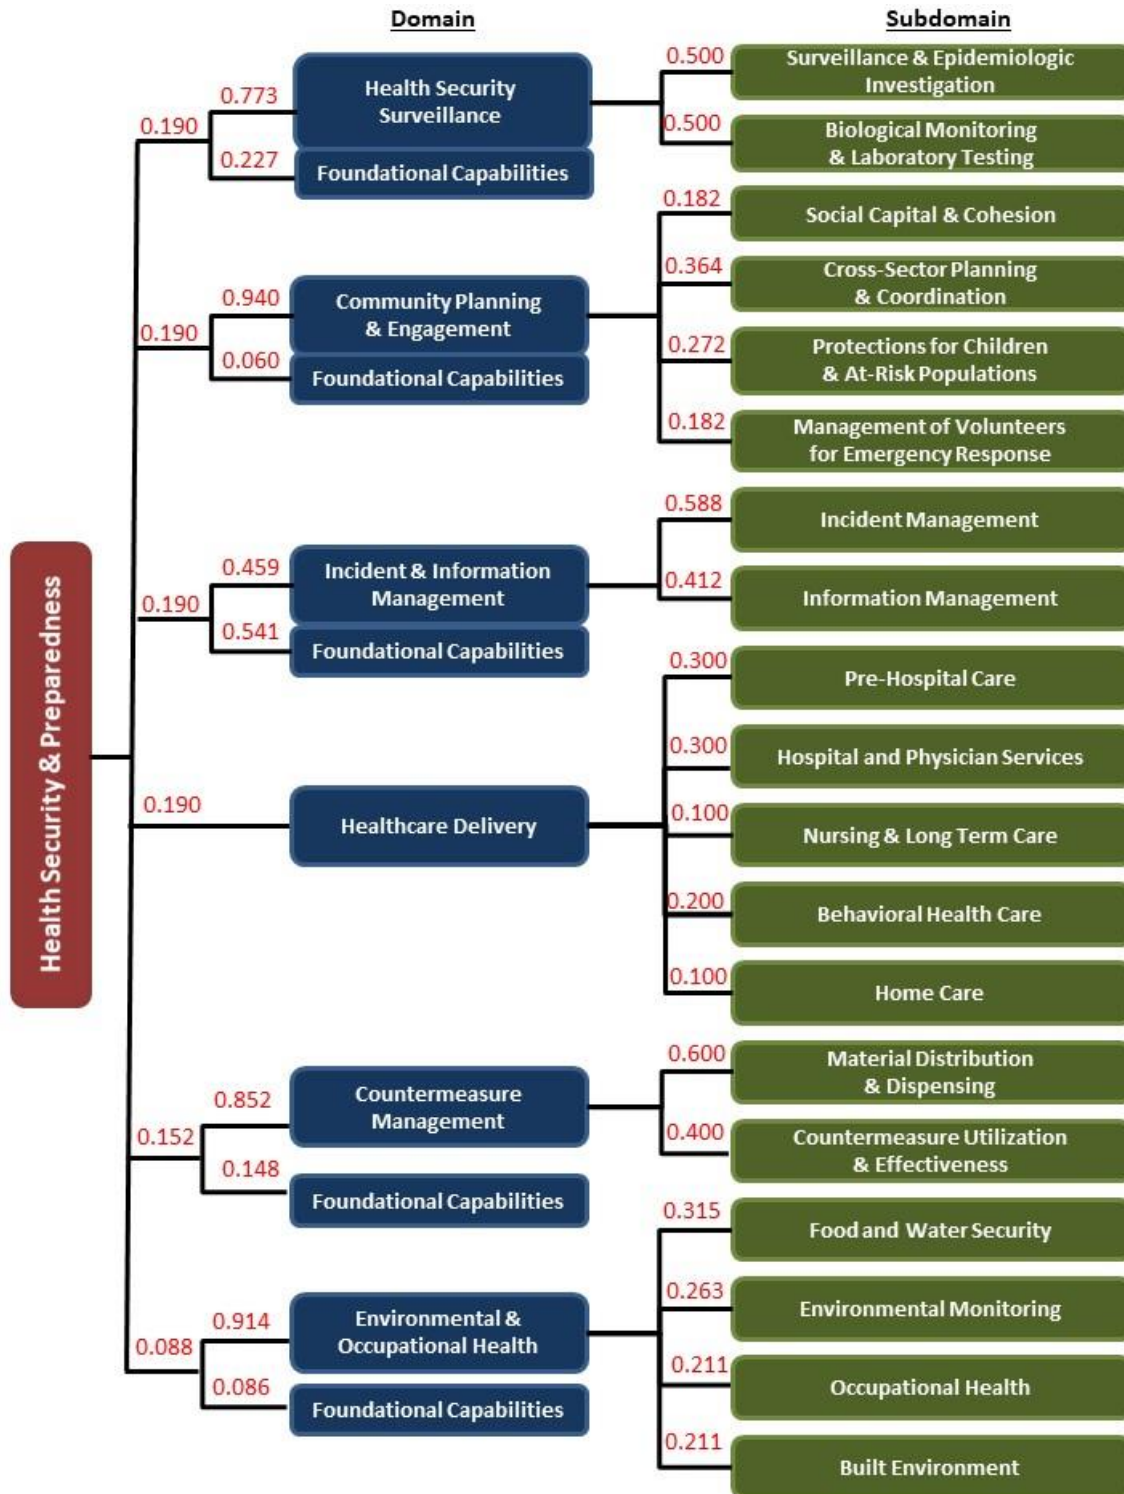 Domain
Subdomain
Health Security & Preparedness
0.190
0.773
Health Security
Surveillance
0.227
Foundational Capabilities
0.500
Surveillance & Epidemiologic
Investigation
0.500
Biological Monitoring
& Laboratory Testing
0.190
0.940
Community Planning
& Engagement
0.060
Foundational Capabilities
0.182
Social Capital & Cohesion
0.364
Cross-Sector Planning
& Coordination
0.272
Protections for Children
& At-Risk Populations
0.182
Management of Volunteers
for Emergency Response
0.190
0.459
Incident & Information
Management
0.541
Foundational Capabilities
0.588
Incident Management
0.412
Information Management
0.190
Healthcare Delivery
0.300
Pre-Hospital Care
0.300
Hospital and Physician Services
0.100
Nursing & Long Term Care
0.200
Behavioral Health Care
0.100
Home Care
0.152
0.852
Countermeasure
Management
0.148
Foundational Capabilities
0.600
Material Distribution
& Dispensing
0.400
Countermeasure Utilization
& Effectiveness
0.088
0.914
Environmental &
Occupational Health
0.086
Foundational Capabilities
0.315
Food and Water Security
0.263
Environmental Monitoring
0.211
Occupational Health
0.211
Built Environment